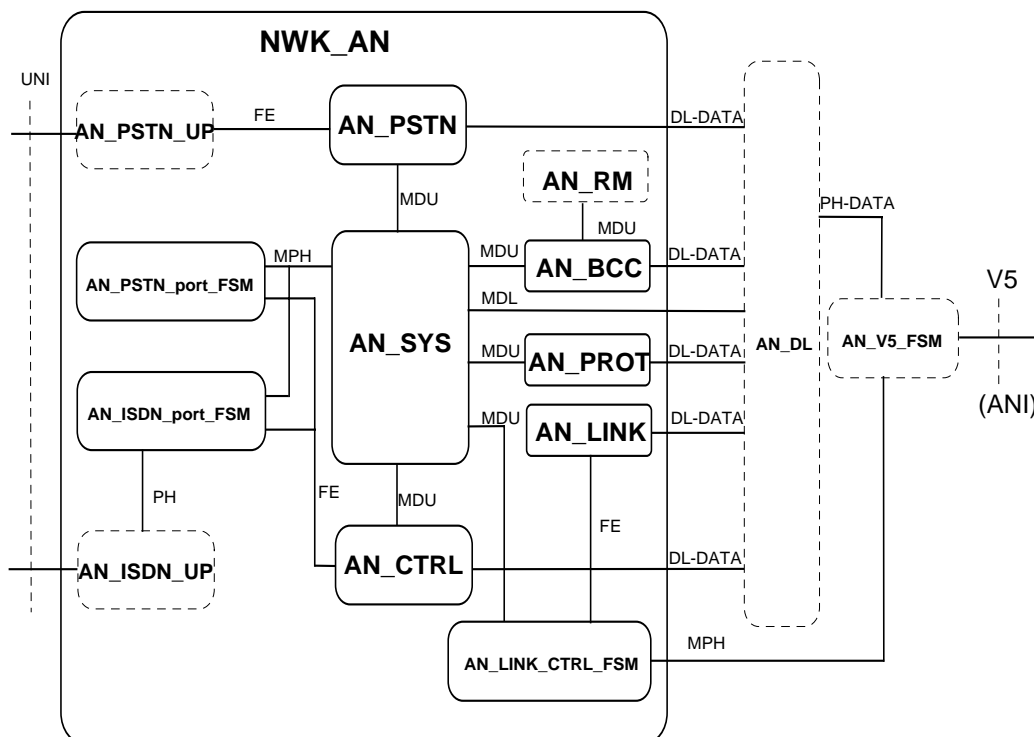 NWK_AN
UNI
AN_PSTN_UP
FE
AN_PSTN
DL-DATA
MDU
AN_RM
MDU
PH-DATA
AN_PSTN_port_FSM
MPH
MDU
AN_BCC
DL-DATA
MDL
V5
AN_SYS
AN_DL
AN_V5_FSM
MDU
AN_PROT
DL-DATA
(ANI)
AN_ISDN_port_FSM
MDU
AN_LINK
DL-DATA
PH
FE
MDU
FE
AN_ISDN_UP
AN_CTRL
DL-DATA
AN_LINK_CTRL_FSM
MPH